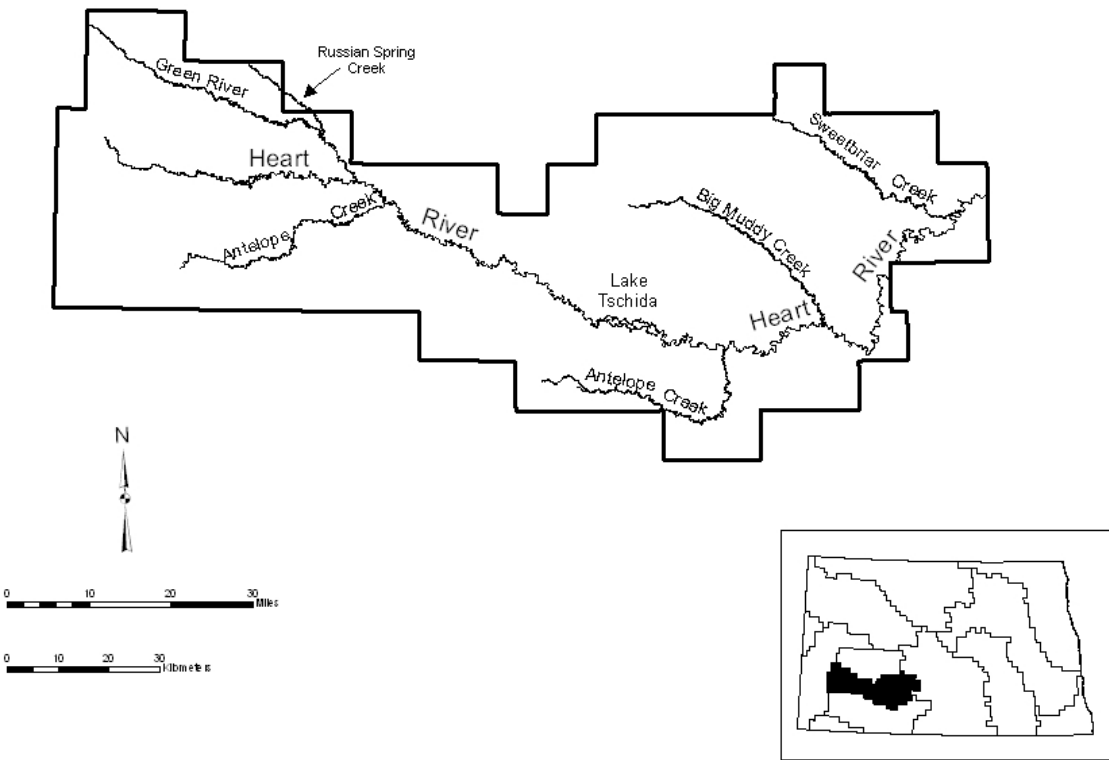 Russian Spring
Creek
Green River
Sweetbriar
Creek
Heart
River
Antelope
Creek
Big Muddy Creek
River
Lake
Tschida
Heart
Antelope Creek
N
0 10 20 30
Miles
0 10 20 30
Kilometers